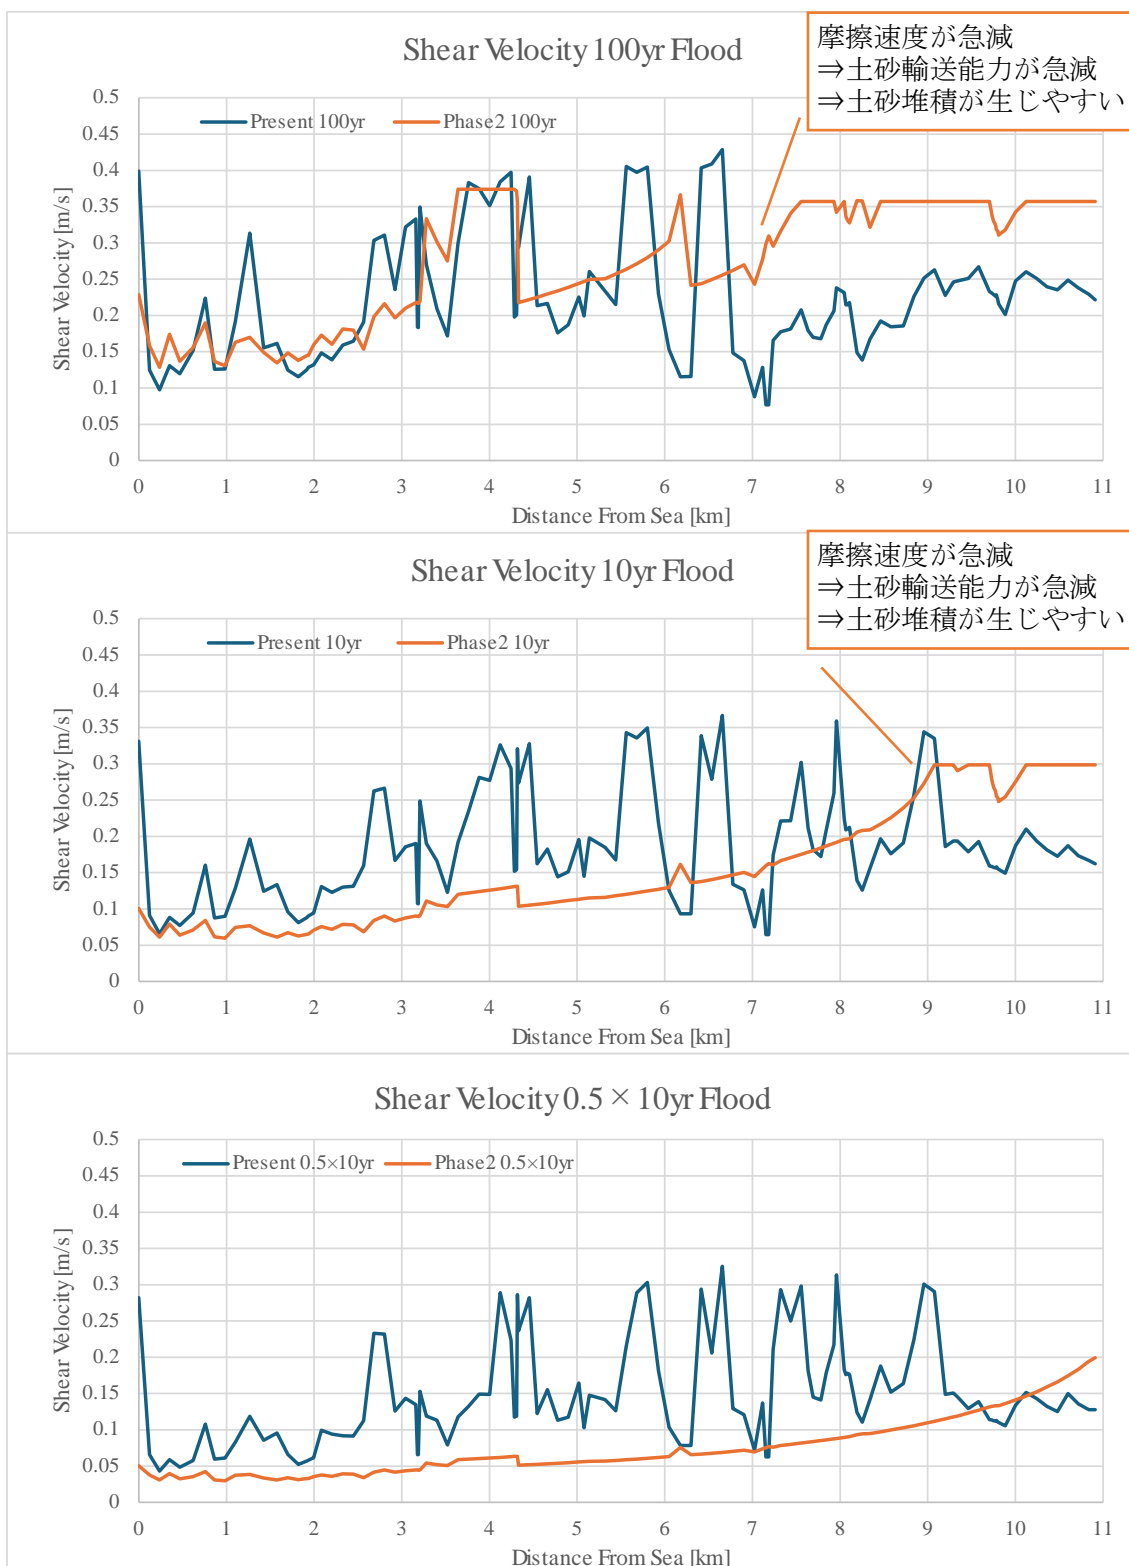 Shear Velocity 100yr Flood
摩擦速度が急減
⇒土砂輸送能力が急減
⇒土砂堆積が生じやすい
Present 100yr
Phase2 100yr
Shear Velocity [m/s]
0.5
0.45
0.4
0.35
0.3
0.25
0.2
0.15
0.1
0.05
0
0 1 2 3 4 5 6 7 8 9 10 11
Distance From Sea [km]
Shear Velocity 10yr Flood
摩擦速度が急減
⇒土砂輸送能力が急減
⇒土砂堆積が生じやすい
Present 10yr
Phase2 10yr
Shear Velocity [m/s]
0.5
0.45
0.4
0.35
0.3
0.25
0.2
0.15
0.1
0.05
0
0 1 2 3 4 5 6 7 8 9 10 11
Distance From Sea [km]
Shear Velocity 0.5×10yr Flood
Present 0.5×10yr
Phase2 0.5×10yr
Shear Velocity [m/s]
0.5
0.45
0.4
0.35
0.3
0.25
0.2
0.15
0.1
0.05
0
0 1 2 3 4 5 6 7 8 9 10 11
Distance From Sea [km]